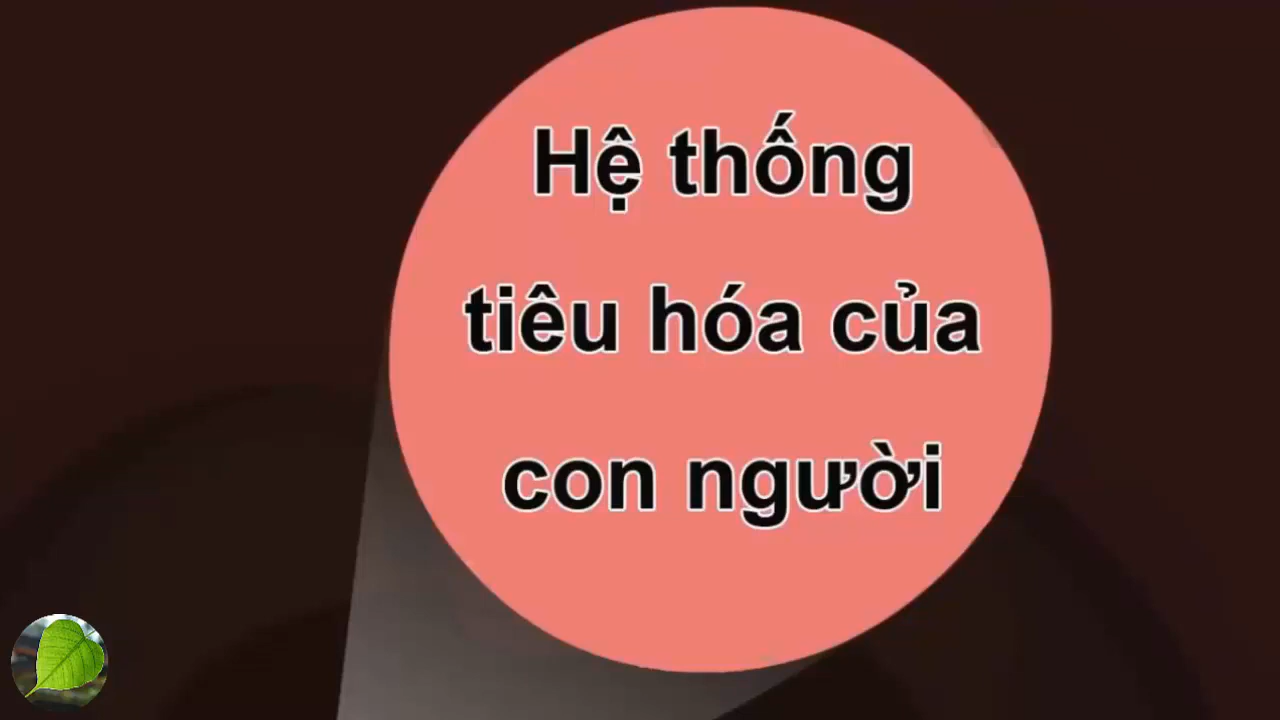 Hệ thống
tiêu hóa của
con người